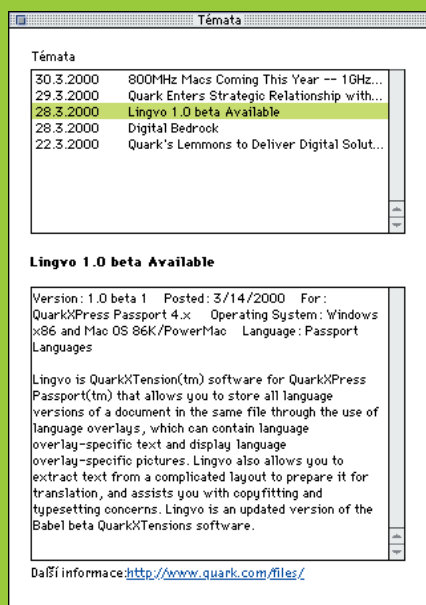 Témata
Témata
30.3.2000 800MHz Macs Coming This Year -- 1GHz...
29.3.2000 Quark Enters Strategic Relationship with...
28.3.2000 Lingvo 1.0 beta Available
28.3.2000 Digital Bedrock
22.3.2000 Quark's Lemmons to Deliver Digital Solut...
Lingvo 1.0 beta Available
Version: 1.0 beta 1 Posted: 3/14/2000 For:
QuarkXPress Passport 4.x Operating System: Windows
x86 and Mac OS 86K/PowerMac Language: Passport
Languages
Lingvo is QuarkXTension(tm) software for QuarkXPress
Passport(tm) that allows you to store all language
versions of a document in the same file through the use of
language overlays, which can contain language
overlay-specific text and display language
overlay-specific pictures. Lingvo also allows you to
extract text from a complicated layout to prepare it for
translation, and assists you with copyfitting and
typesetting concerns. Lingvo is an updated version of the
Babel beta QuarkXTensions software.
Další informace:http://www.quark.com/files/